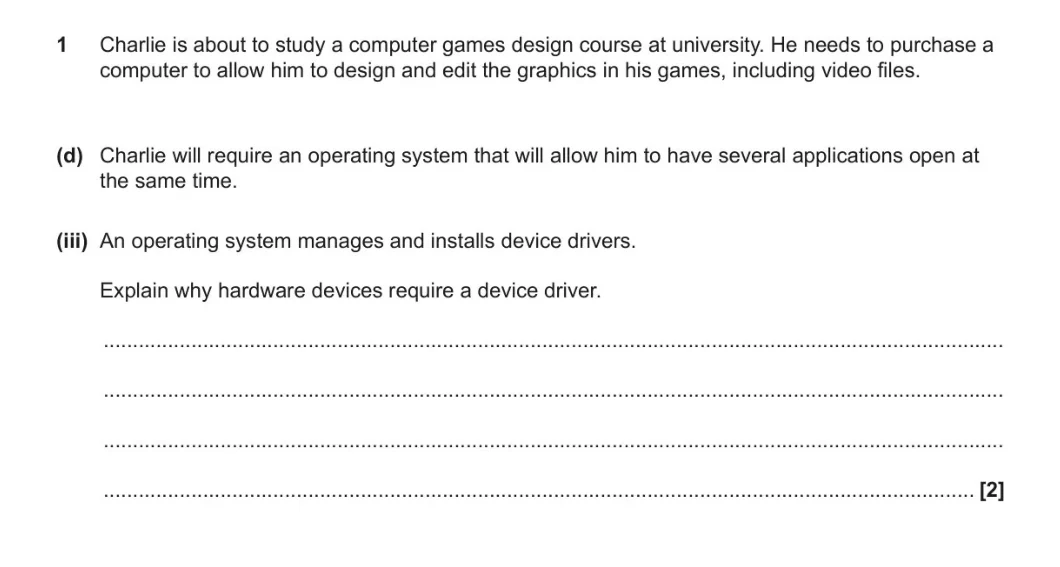 1 Charlie is about to study a computer games design course at university. He needs to purchase a
computer to allow him to design and edit the graphics in his games, including video files.
(d) Charlie will require an operating system that will allow him to have several applications open at
the same time.
(iii) An operating system manages and installs device drivers.
Explain why hardware devices require a device driver.
[2]